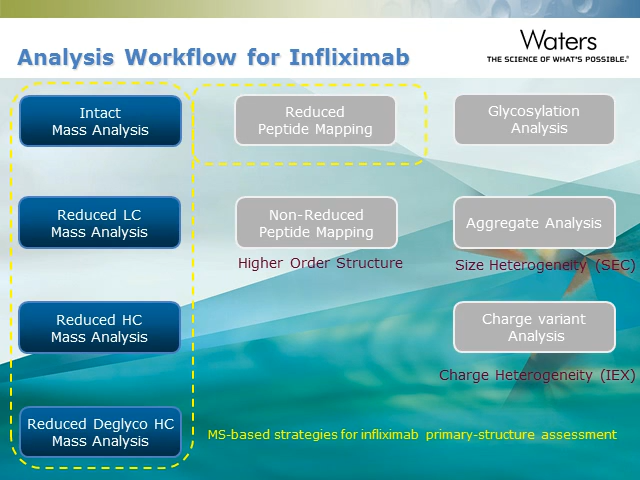 Waters
THE SCIENCE OF WHAT'S POSSIBLE.®
Analysis Workflow for Infliximab
Intact
Mass Analysis
Reduced
Peptide Mapping
Glycosylation
Analysis
Reduced LC
Mass Analysis
Non-Reduced
Peptide Mapping
Higher Order Structure
Aggregate Analysis
Size Heterogeneity (SEC)
Reduced HC
Mass Analysis
Charge variant
Analysis
Charge Heterogeneity (IEX)
Reduced Deglyco HC
Mass Analysis
MS-based strategies for infliximab primary-structure assessment